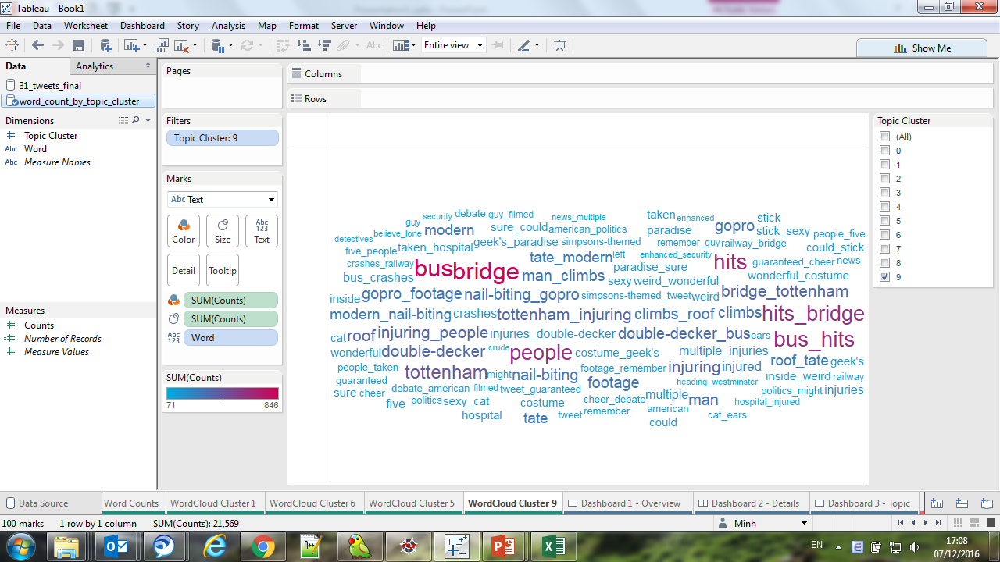 Tableau - Book1
File Data Worksheet Dashboard Story Analysis Map Format Server Window Help
Abc Entire view Show Me
Data Analytics
31_tweets_final
word_count_by_topic_cluster
Dimensions
Topic Cluster
Abc Word
Abc Measure Names
Measures
Counts
Number of Records
Measure Values
Pages
Filters
Topic Cluster: 9
Marks
Abc Text
Color Size Abc 123 Text
Detail Tooltip
SUM(Counts)
SUM(Counts)
Abc 123 Word
SUM(Counts)
71 846
Columns
Rows
security debate guy_filmed news_multiple taken enhanced stick
guy modern sure_could american_politics paradise gopro stick_sexy people_five
detectives believe_lone taken_hospital geek's_paradise simpsons-themed remember_guy railway_bridge could_stick
five_people tate_modern left enhanced_security hits guaranteed_cheer news
crashes_railway bus bridge man_climbs paradise_sure wonderful_costume
bus_crashes sexy weird_wonderful
inside gopro_footage nail-biting_gopro simpsons-themed_tweet weird bridge_tottenham
modern_nail-biting crashes tottenham_injuring climbs_roof climbs hits_bridge
cat roof injuring_people injuries_double-decker double-decker_bus ears bus_hits
wonderful double-decker crude people costume_geek's multiple_injuries roof_tate geek's
people_taken tottenham might nail-biting footage_remember injuring injured inside_weird railway
guaranteed debate_american filmed tweet_guaranteed footage heading_westminster politics_might injuries
sure cheer five politics sexy_cat costume cheer_debate multiple man hospital_injured
hospital tate tweet remember american could cat_ears
Topic Cluster
(All)
0
1
2
3
4
5
6
7
8
9
Data Source Word Counts WordCloud Cluster 1 WordCloud Cluster 6 WordCloud Cluster 5 WordCloud Cluster 9 Dashboard 1 - Overview Dashboard 2 - Details Dashboard 3 - Topic
100 marks 1 row by 1 column SUM(Counts): 21,569 Minh
EN 17:08
07/12/2016